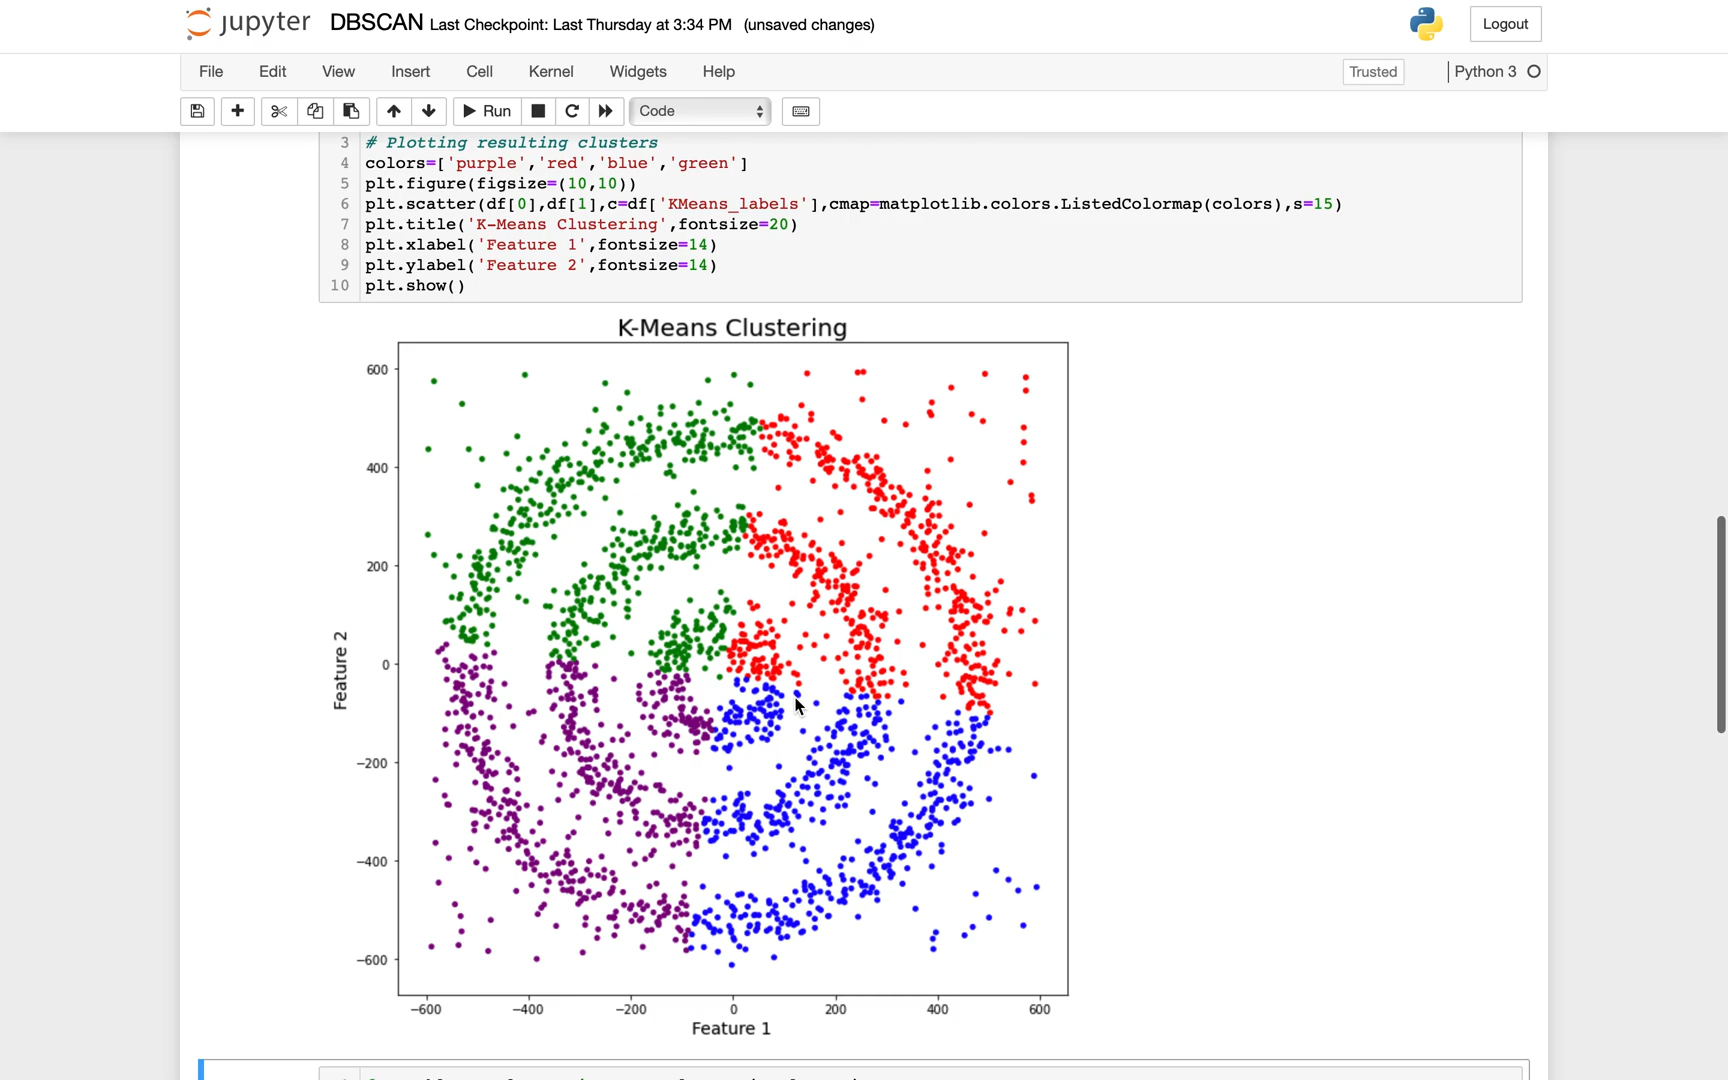 jupyter DBSCAN Last Checkpoint: Last Thursday at 3:34 PM (unsaved changes) Logout
File Edit View Insert Cell Kernel Widgets Help Trusted Python 3
Run Code
3 # Plotting resulting clusters
4 colors=['purple','red','blue','green']
5 plt.figure(figsize=(10,10))
6 plt.scatter(df[0],df[1],c=df['KMeans_labels'],cmap=matplotlib.colors.ListedColormap(colors),s=15)
7 plt.title('K-Means Clustering',fontsize=20)
8 plt.xlabel('Feature 1',fontsize=14)
9 plt.ylabel('Feature 2',fontsize=14)
10 plt.show()
K-Means Clustering
600
400
200
0
−200
−400
−600
Feature 2
−600 −400 −200 0 200 400 600
Feature 1